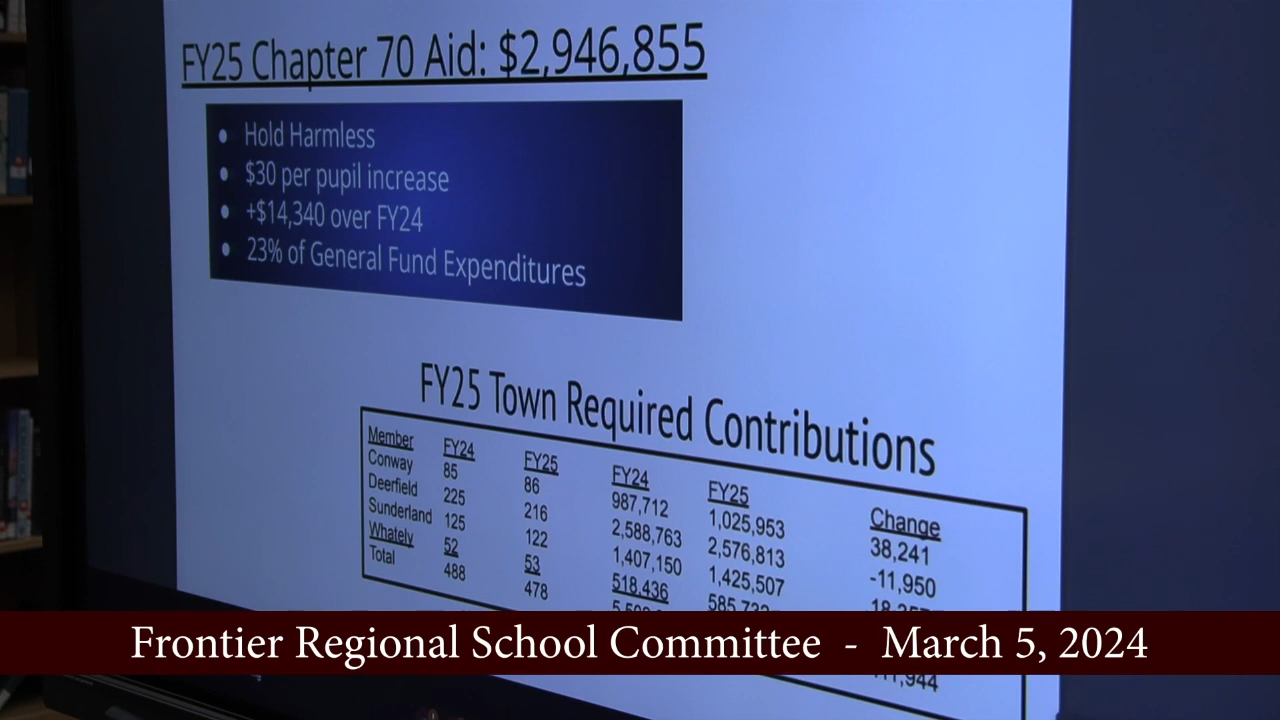 FY25 Chapter 70 Aid: $2,946,855
● Hold Harmless
● $30 per pupil increase
● +$14,340 over FY24
● 23% of General Fund Expenditures
FY25 Town Required Contributions
Member FY24 FY25 FY24 FY25 Change
Conway 85 86 987,712 1,025,953 38,241
Deerfield 225 216 2,588,763 2,576,813 -11,950
Sunderland 125 122 1,407,150 1,425,507
Whately 52 53 518,436
Total 488 478
Frontier Regional School Committee - March 5, 2024